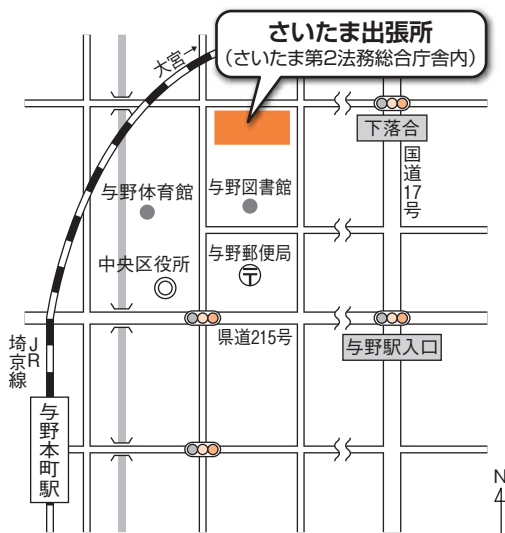 さいたま出張所
（さいたま第2法務総合庁舎内）
大宮→
下落合
国道17号
与野体育館
与野図書館
中央区役所
与野郵便局
〒
県道215号
与野駅入口
JR
埼京線
与野本町駅
N